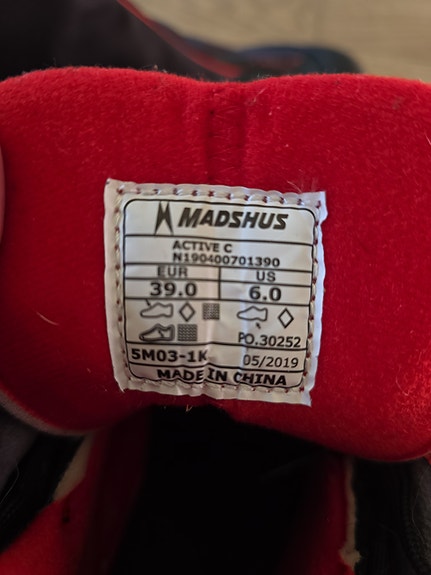 MADSHUS
ACTIVE C
N190400701390
EUR US
39.0 6.0
PO.30252
5M03-1K 05/2019
MADE IN CHINA